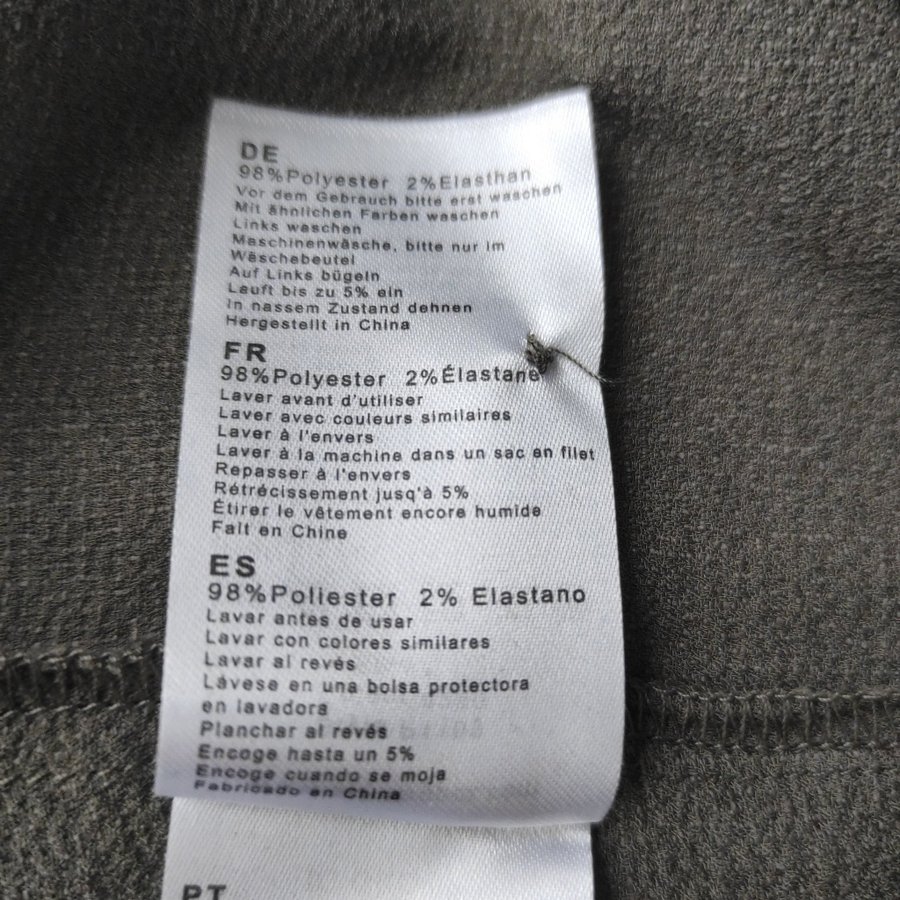 DE
98%Polyester 2%Elasthan
Vor dem Gebrauch bitte erst waschen
Mit ähnlichen Farben waschen
Links waschen
Maschinenwäsche, bitte nur im
Wäschebeutel
Auf Links bügeln
Lauft bis zu 5% ein
In nassem Zustand dehnen
Hergestellt in China
FR
98%Polyester 2%Élastane
Laver avant d'utiliser
Laver avec couleurs similaires
Laver à l'envers
Laver à la machine dans un sac en filet
Repasser à l'envers
Rétrécissement jusqu'à 5%
Étirer le vêtement encore humide
Fait en Chine
ES
98%Poliester 2% Elastano
Lavar antes de usar
Lavar con colores similares
Lavar al revés
Lávese en una bolsa protectora
en lavadora
Planchar al revés
Encoge hasta un 5%
Encoge cuando se moja
Fabricado en China
PT